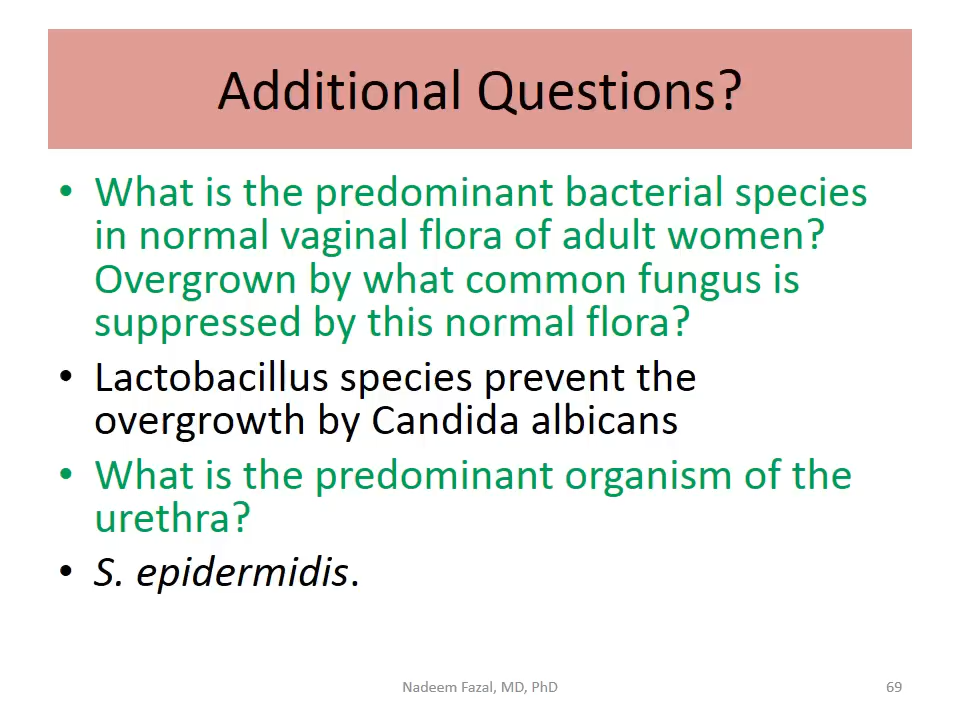 Additional Questions?
• What is the predominant bacterial species
in normal vaginal flora of adult women?
Overgrown by what common fungus is
suppressed by this normal flora?
• Lactobacillus species prevent the
overgrowth by Candida albicans
• What is the predominant organism of the
urethra?
• S. epidermidis.
Nadeem Fazal, MD, PhD
69